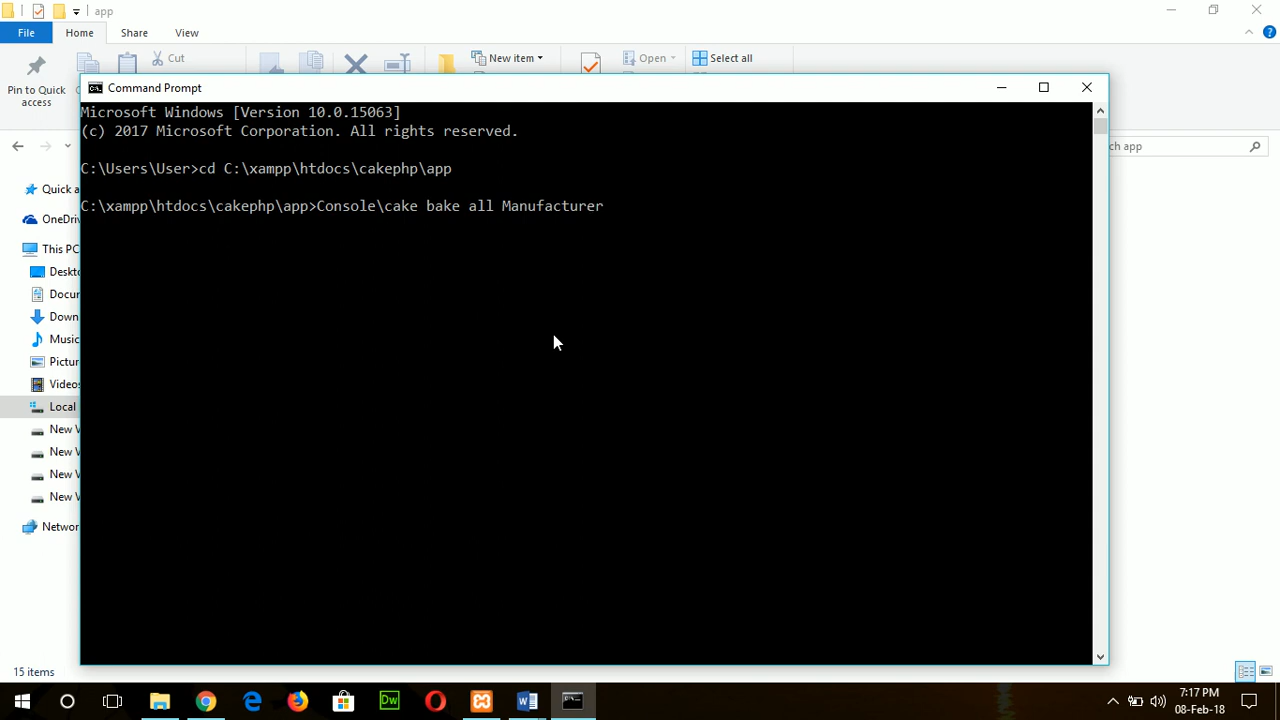 app
File
Home
Share
View
Cut
New item
Open
Select all
Pin to Quick
access
Command Prompt
Microsoft Windows [Version 10.0.15063]
(c) 2017 Microsoft Corporation. All rights reserved.
C:\Users\User>cd C:\xampp\htdocs\cakephp\app
C:\xampp\htdocs\cakephp\app>Console\cake bake all Manufacturer
ch app
Quick a
OneDriv
This PC
Deskto
Docur
Down
Music
Pictur
Videos
Local
New V
New V
New V
New V
Networ
15 items
Dw
7:17 PM
08-Feb-18